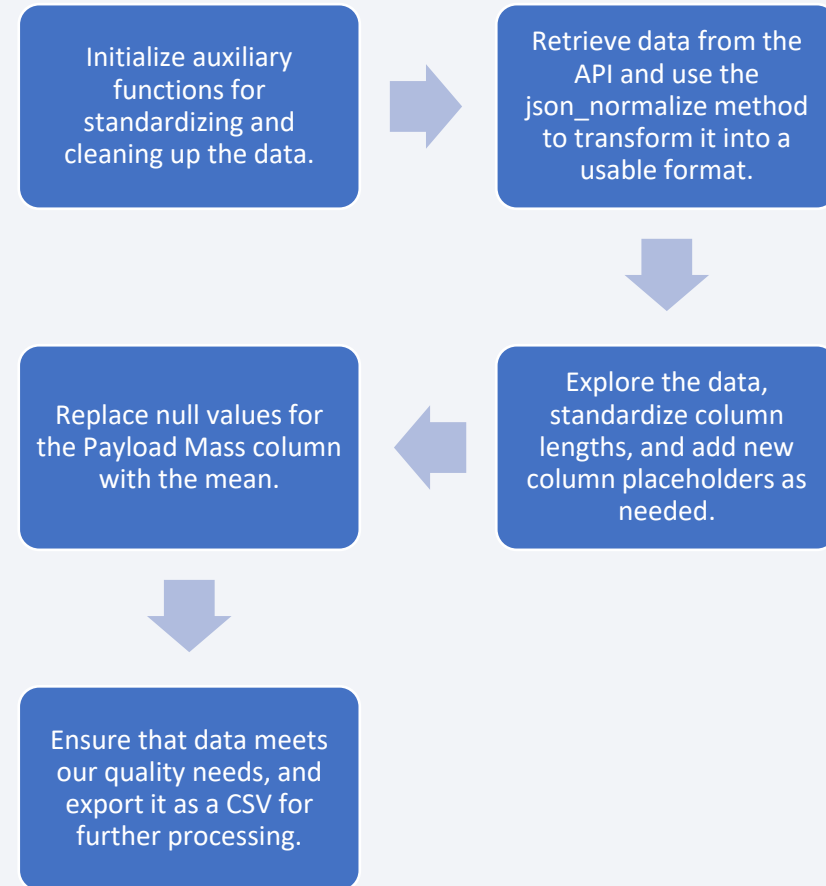 Initialize auxiliary
functions for
standardizing and
cleaning up the data.
Retrieve data from the
API and use the
json_normalize method
to transform it into a
usable format.
Explore the data,
standardize column
lengths, and add new
column placeholders as
needed.
Replace null values for
the Payload Mass column
with the mean.
Ensure that data meets
our quality needs, and
export it as a CSV for
further processing.